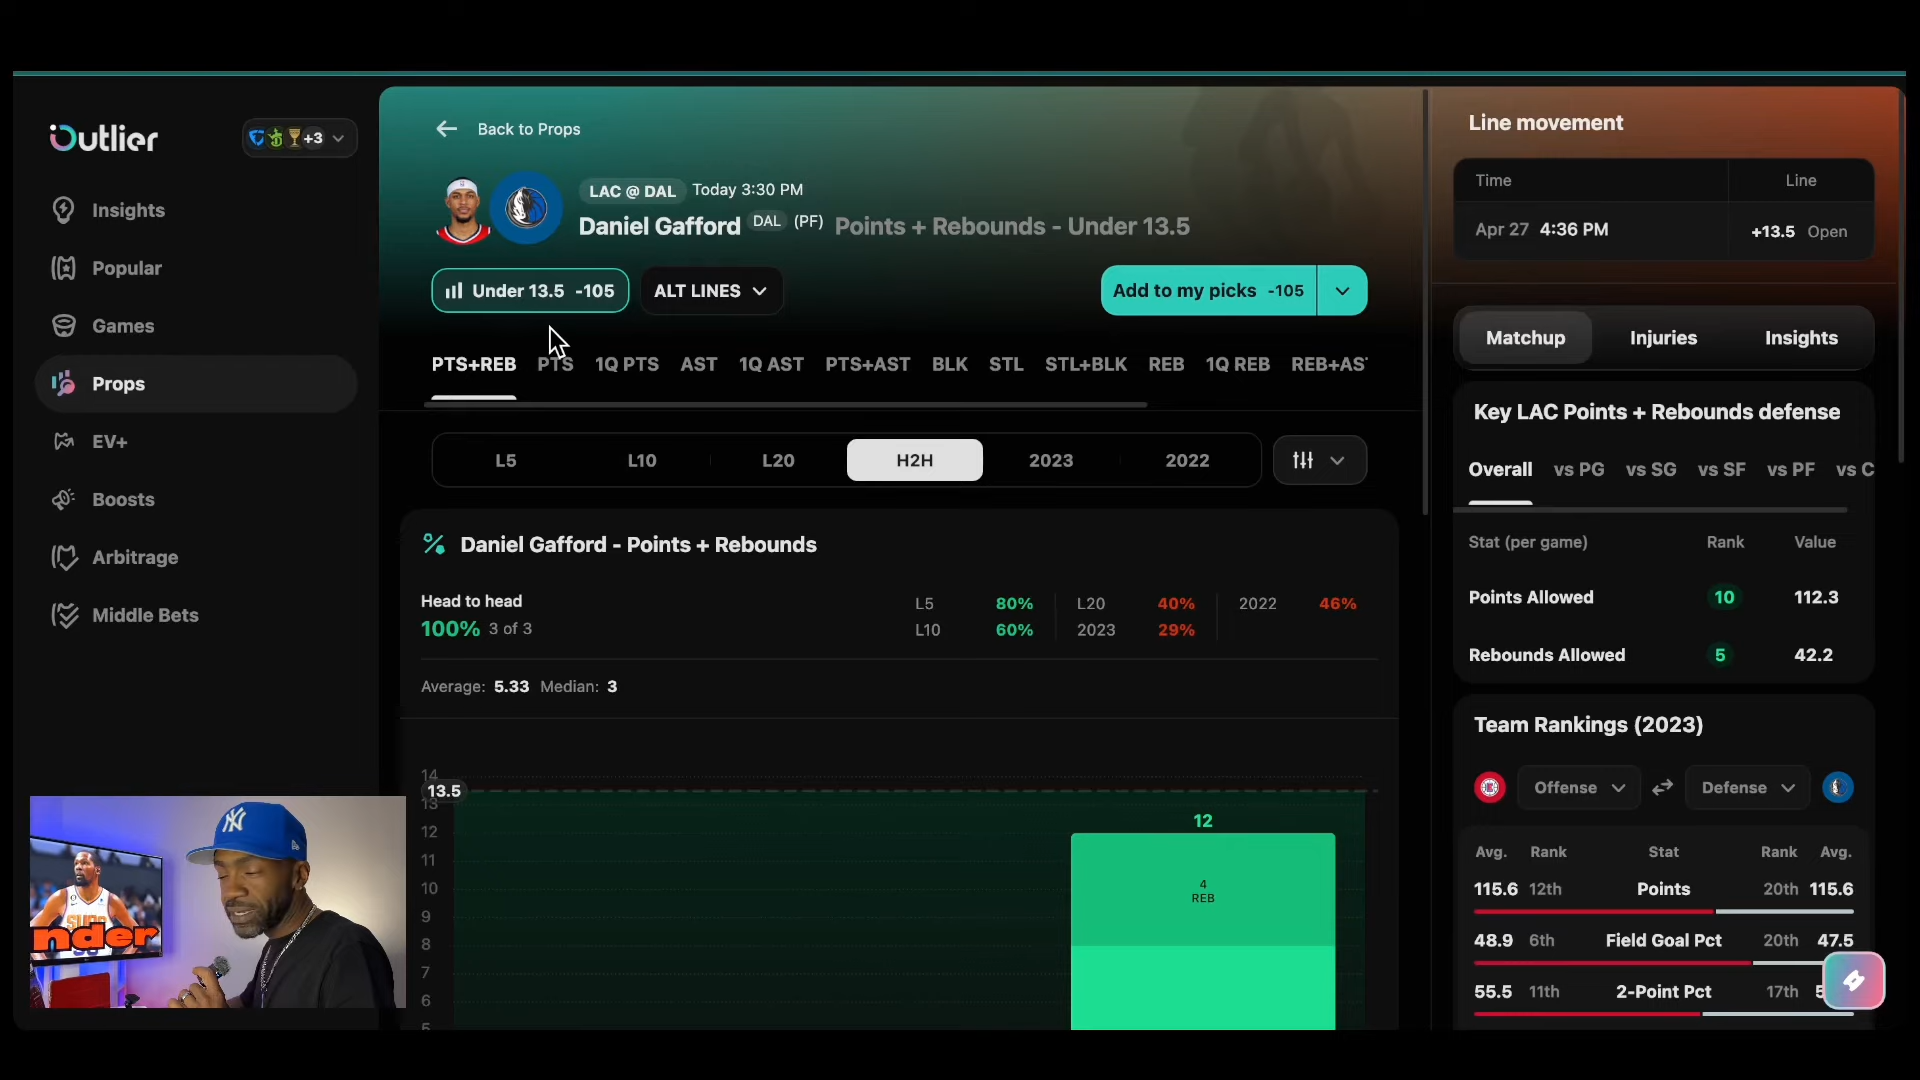 Outlier
+3
Insights
Popular
Games
Props
EV+
Boosts
Arbitrage
Middle Bets
Back to Props
LAC @ DAL Today 3:30 PM
Daniel Gafford DAL (PF) Points + Rebounds - Under 13.5
Under 13.5 -105 ALT LINES
Add to my picks -105
PTS+REB PTS 1Q PTS AST 1Q AST PTS+AST BLK STL STL+BLK REB 1Q REB REB+AS
L5 L10 L20 H2H 2023 2022
Daniel Gafford - Points + Rebounds
Head to head
100% 3 of 3
L5 80% L20 40% 2022 46%
L10 60% 2023 29%
Average: 5.33 Median: 3
14
13.5
13
12
11
10
9
8
7
6
5
12
4
REB
Line movement
Time Line
Apr 27 4:36 PM +13.5 Open
Matchup Injuries Insights
Key LAC Points + Rebounds defense
Overall vs PG vs SG vs SF vs PF vs C
Stat (per game) Rank Value
Points Allowed 10 112.3
Rebounds Allowed 5 42.2
Team Rankings (2023)
Offense Defense
Avg. Rank Stat Rank Avg.
115.6 12th Points 20th 115.6
48.9 6th Field Goal Pct 20th 47.5
55.5 11th 2-Point Pct 17th 5
nder